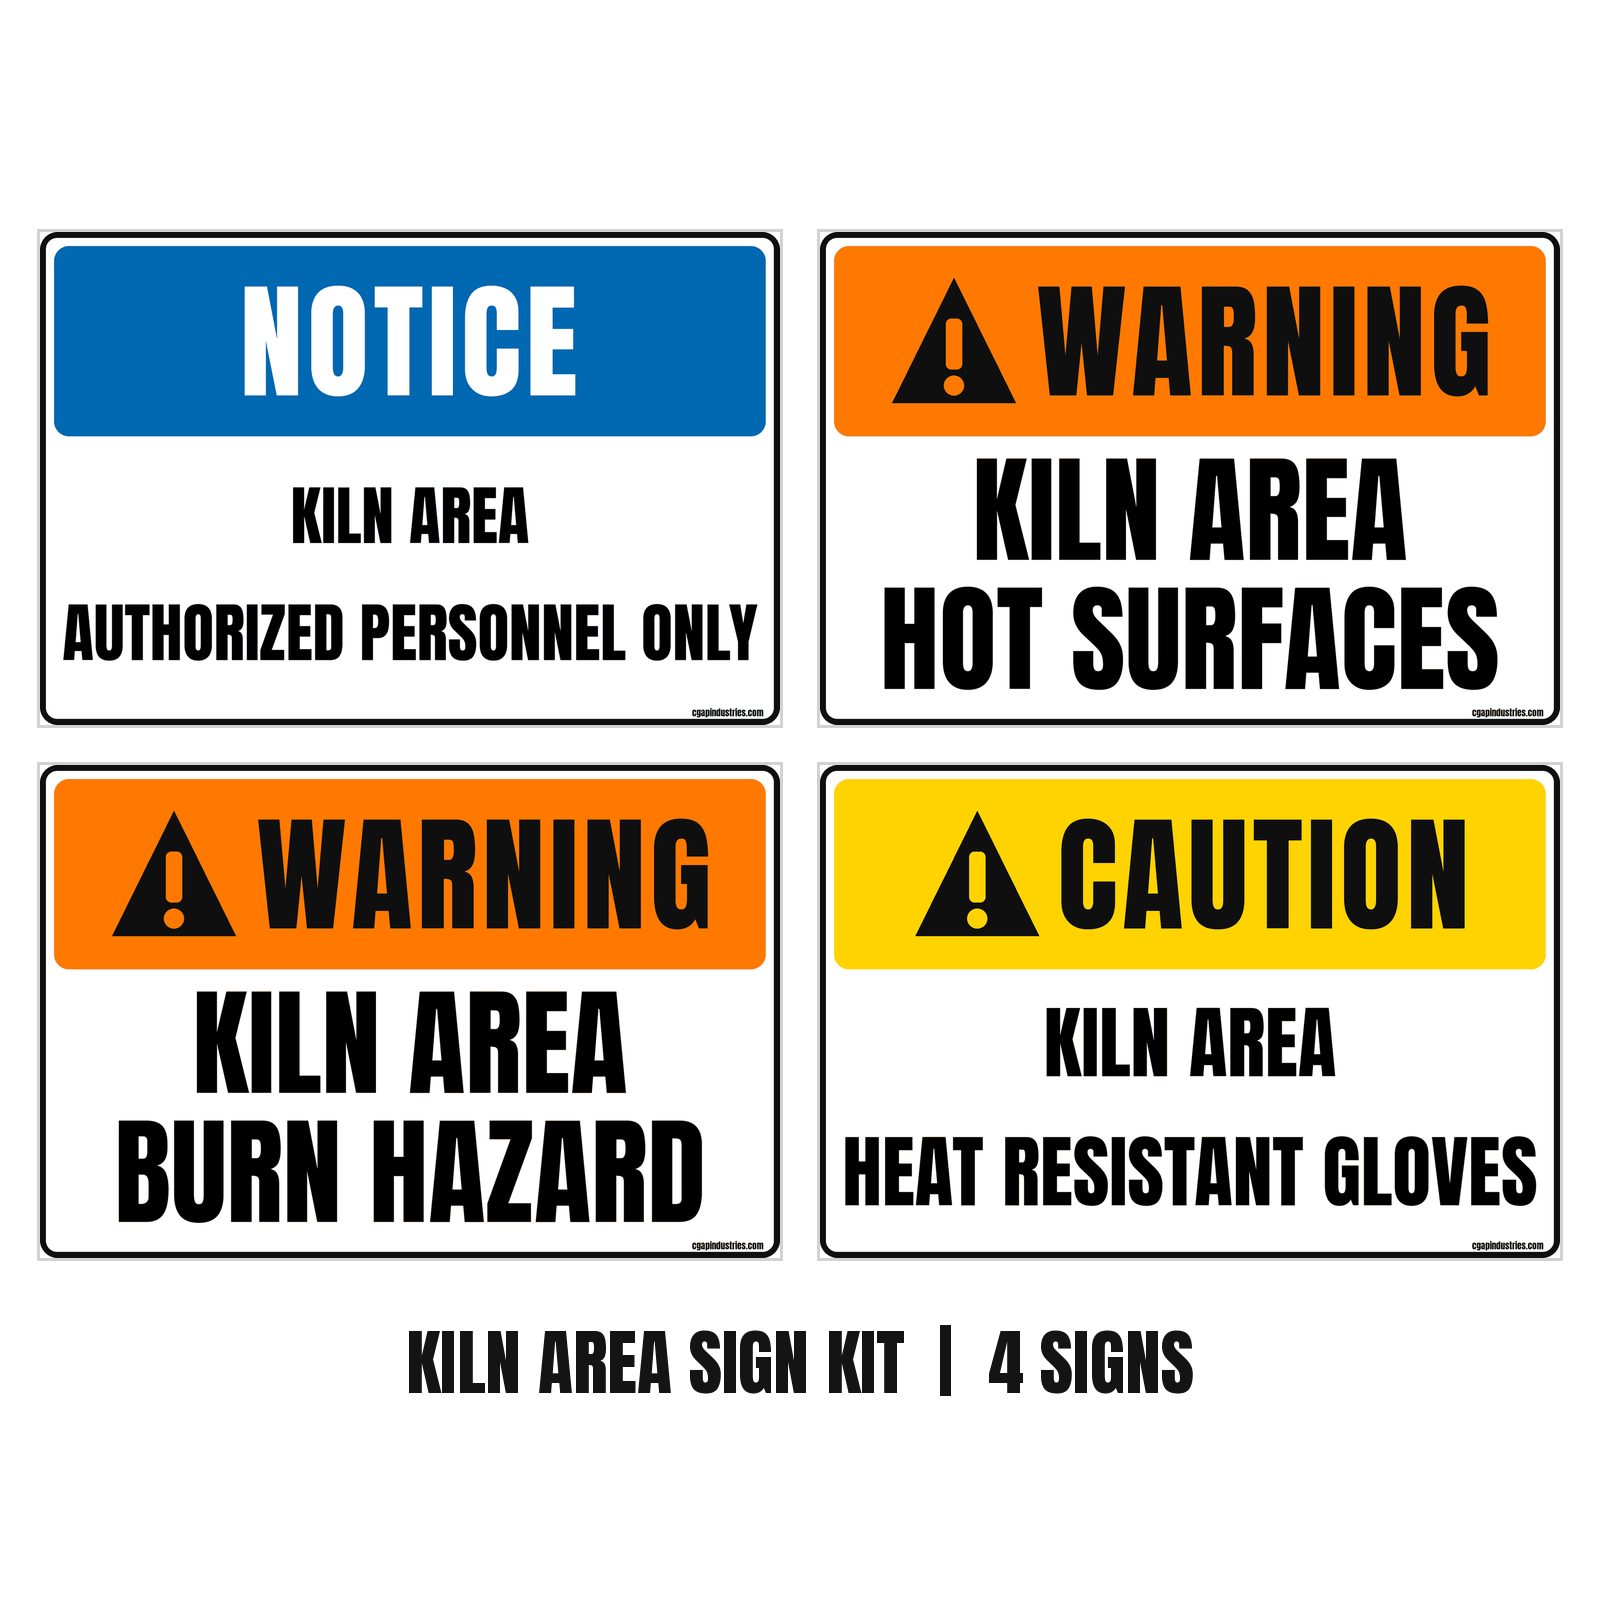 NOTICE
KILN AREA
AUTHORIZED PERSONNEL ONLY
cgapindustries.com
WARNING
KILN AREA
HOT SURFACES
cgapindustries.com
WARNING
KILN AREA
BURN HAZARD
cgapindustries.com
CAUTION
KILN AREA
HEAT RESISTANT GLOVES
cgapindustries.com
KILN AREA SIGN KIT | 4 SIGNS